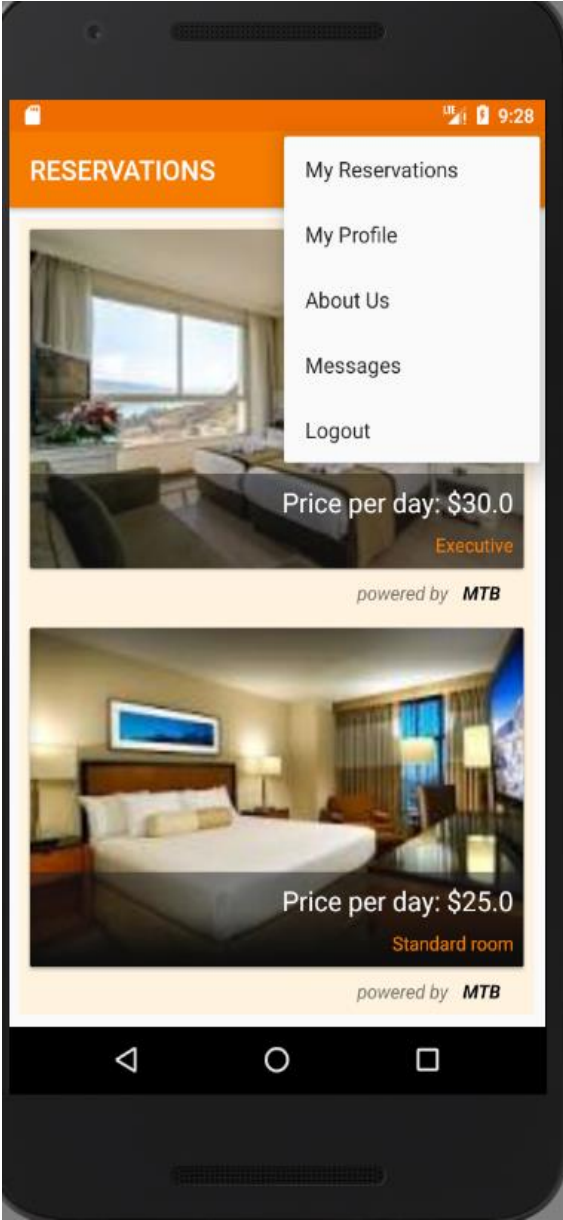 LTE 9:28
RESERVATIONS
My Reservations
My Profile
About Us
Messages
Logout
Price per day: $30.0
Executive
powered by MTB
Price per day: $25.0
Standard room
powered by MTB